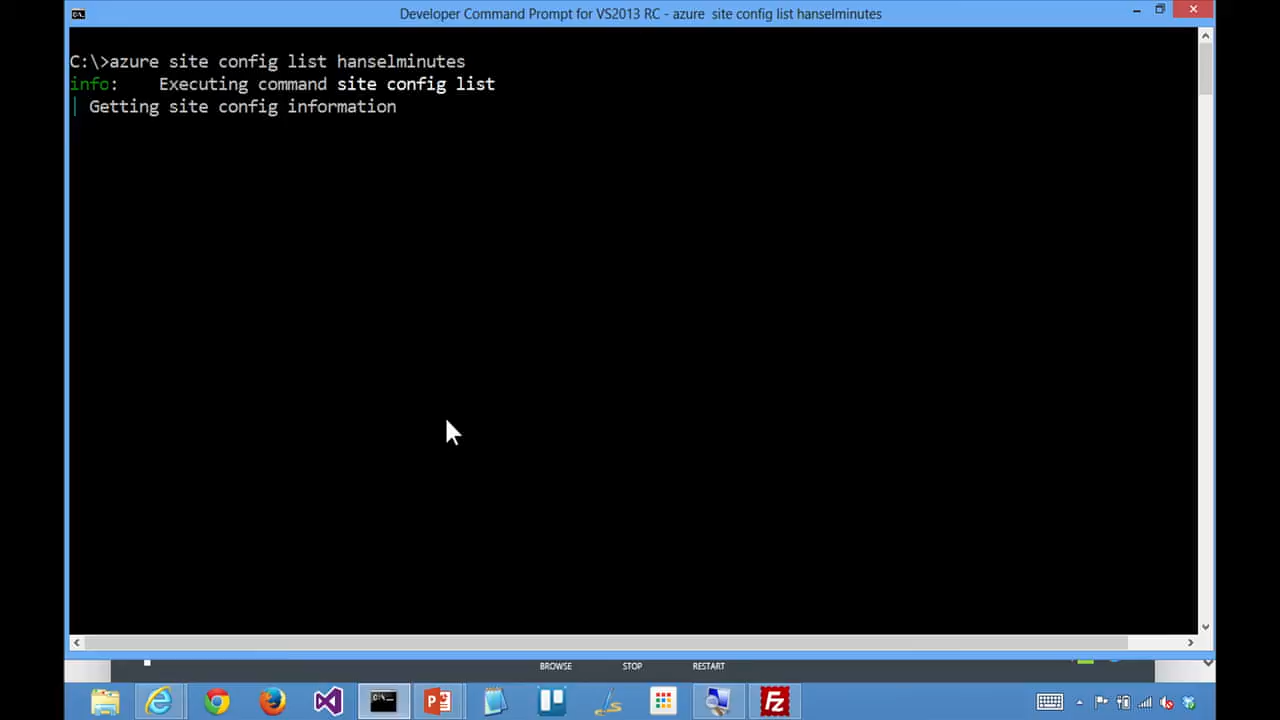 Developer Command Prompt for VS2013 RC - azure  site config list hanselminutes
C:\>azure site config list hanselminutes
info:    Executing command site config list
| Getting site config information
BROWSE STOP RESTART